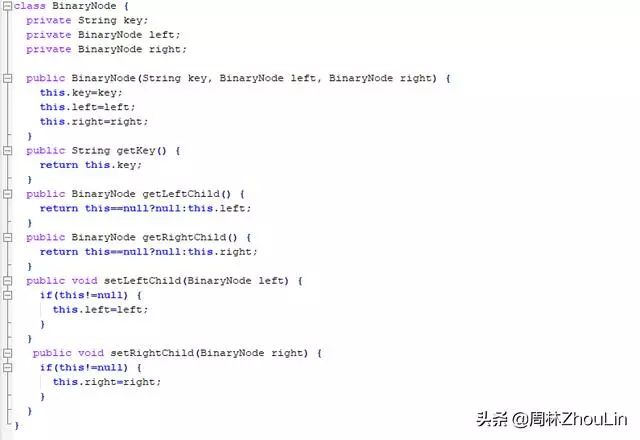 class BinaryNode {
  private String key;
  private BinaryNode left;
  private BinaryNode right;

  public BinaryNode(String key, BinaryNode left, BinaryNode right) {
    this.key=key;
    this.left=left;
    this.right=right;
  }
  public String getKey() {
    return this.key;
  }
  public BinaryNode getLeftChild() {
    return this==null?null:this.left;
  }
  public BinaryNode getRightChild() {
    return this==null?null:this.right;
  }
  public void setLeftChild(BinaryNode left) {
    if(this!=null) {
      this.left=left;
    }
  }
   public void setRightChild(BinaryNode right) {
    if(this!=null) {
      this.right=right;
    }
  }
}
头条 @周林ZhouLin